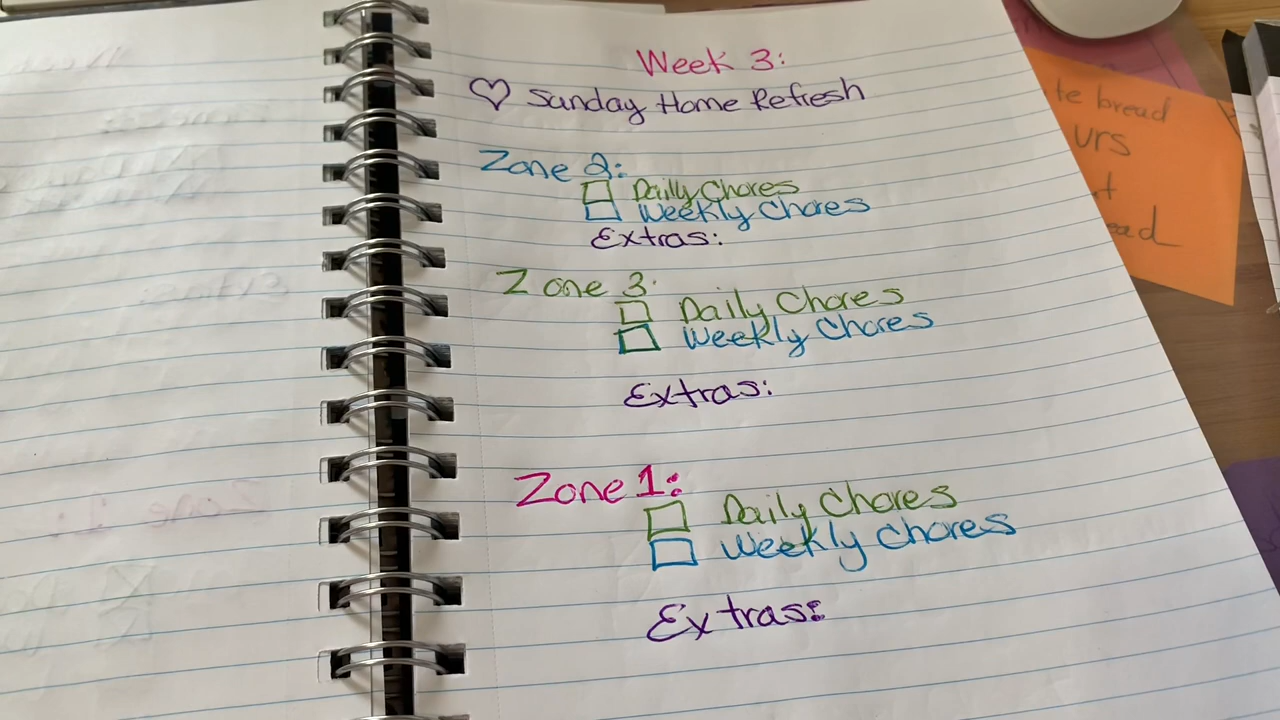 Week 3:
♡ Sunday Home Refresh
Zone 2:
Daily Chores
Weekly Chores
Extras:
Zone 3:
Daily Chores
Weekly Chores
Extras:
Zone 1:
Daily Chores
Weekly Chores
Extras:
bread